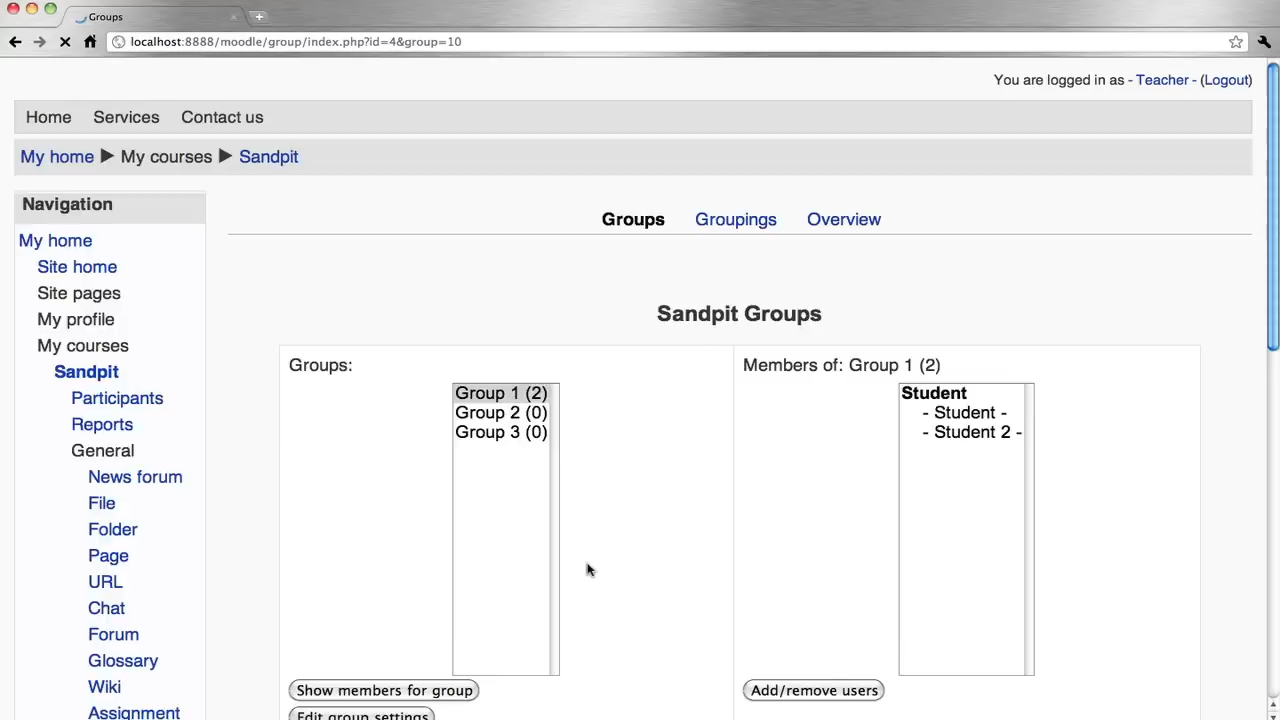 Groups
localhost:8888/moodle/group/index.php?id=4&group=10
You are logged in as - Teacher - (Logout)
Home Services Contact us
My home ▶ My courses ▶ Sandpit
Navigation
My home
Site home
Site pages
My profile
My courses
Sandpit
Participants
Reports
General
News forum
File
Folder
Page
URL
Chat
Forum
Glossary
Wiki
Assignment
Groups Groupings Overview
Sandpit Groups
Groups:
Group 1 (2)
Group 2 (0)
Group 3 (0)
Show members for group
Edit group settings
Members of: Group 1 (2)
Student
- Student -
- Student 2 -
Add/remove users